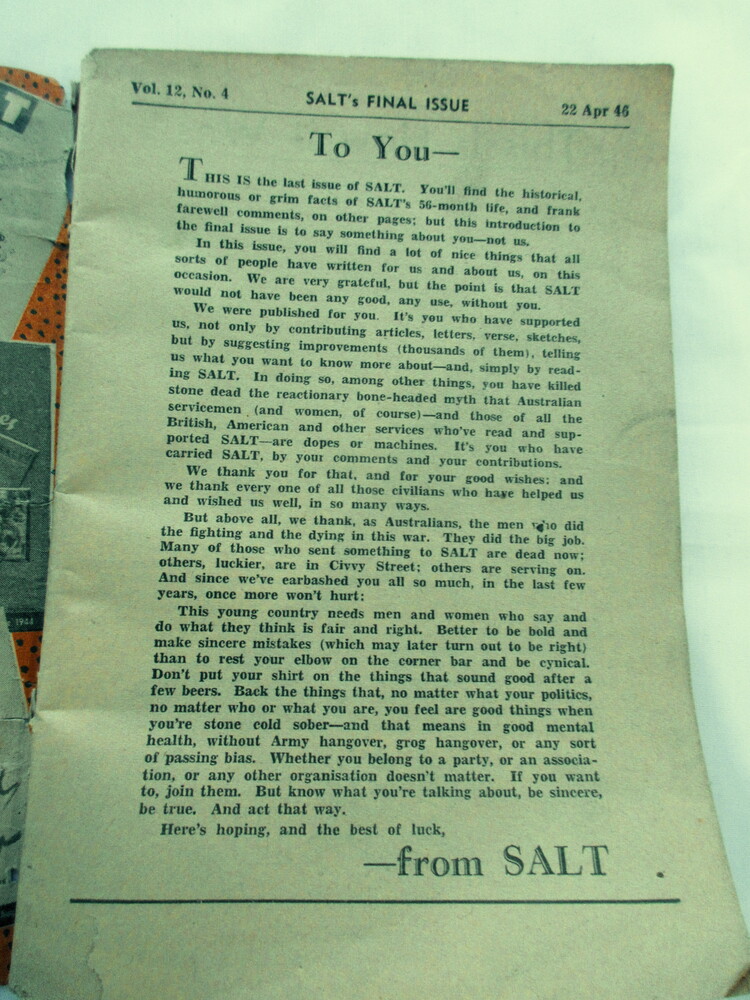 Vol. 12, No. 4
SALT's FINAL ISSUE
22 Apr 46
To You—
THIS IS the last issue of SALT. You'll find the historical,
humorous or grim facts of SALT's 56-month life, and frank
farewell comments, on other pages; but this introduction to
the final issue is to say something about you—not us.
In this issue, you will find a lot of nice things that all
sorts of people have written for us and about us, on this
occasion. We are very grateful, but the point is that SALT
would not have been any good, any use, without you.
We were published for you. It's you who have supported
us, not only by contributing articles, letters, verse, sketches,
but by suggesting improvements (thousands of them), telling
us what you want to know more about—and, simply by read-
ing SALT. In doing so, among other things, you have killed
stone dead the reactionary bone-headed myth that Australian
servicemen (and women, of course)—and those of all the
British, American and other services who've read and sup-
ported SALT—are dopes or machines. It's you who have
carried SALT, by your comments and your contributions.
We thank you for that, and for your good wishes; and
we thank every one of all those civilians who have helped us
and wished us well, in so many ways.
But above all, we thank, as Australians, the men who did
the fighting and the dying in this war. They did the big job.
Many of those who sent something to SALT are dead now;
others, luckier, are in Civvy Street; others are serving on.
And since we've earbashed you all so much, in the last few
years, once more won't hurt:
This young country needs men and women who say and
do what they think is fair and right. Better to be bold and
make sincere mistakes (which may later turn out to be right)
than to rest your elbow on the corner bar and be cynical.
Don't put your shirt on the things that sound good after a
few beers. Back the things that, no matter what your politics,
no matter who or what you are, you feel are good things when
you're stone cold sober—and that means in good mental
health, without Army hangover, grog hangover, or any sort
of passing bias. Whether you belong to a party, or an associa-
tion, or any other organisation doesn't matter. If you want
to, join them. But know what you're talking about, be sincere,
be true. And act that way.
Here's hoping, and the best of luck,
—from SALT
T
es
1944